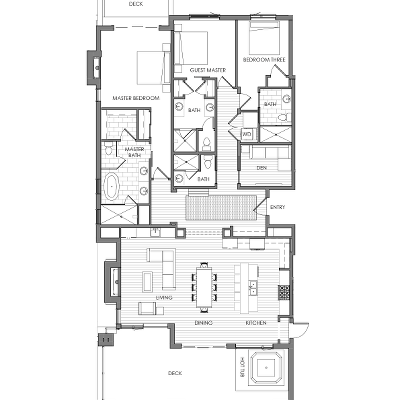 DECK
BEDROOM THREE
GUEST MASTER
MASTER BEDROOM
BATH
BATH
W/D
MASTER
BATH
DEN
BATH
ENTRY
LIVING
DINING
KITCHEN
DECK
HOT TUB